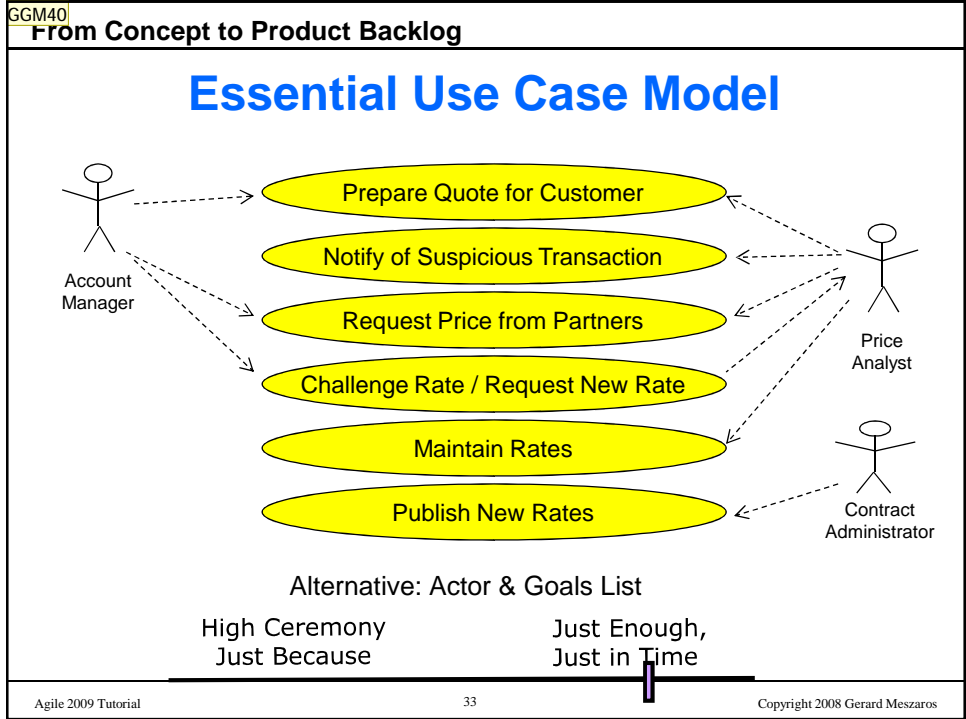 GGM40
From Concept to Product Backlog
Essential Use Case Model
Prepare Quote for Customer
Notify of Suspicious Transaction
Account
Manager
Request Price from Partners
Price
Analyst
Challenge Rate / Request New Rate
Maintain Rates
Publish New Rates
Contract
Administrator
Alternative: Actor & Goals List
High Ceremony
Just Because
Just Enough,
Just in Time
Agile 2009 Tutorial
33
Copyright 2008 Gerard Meszaros